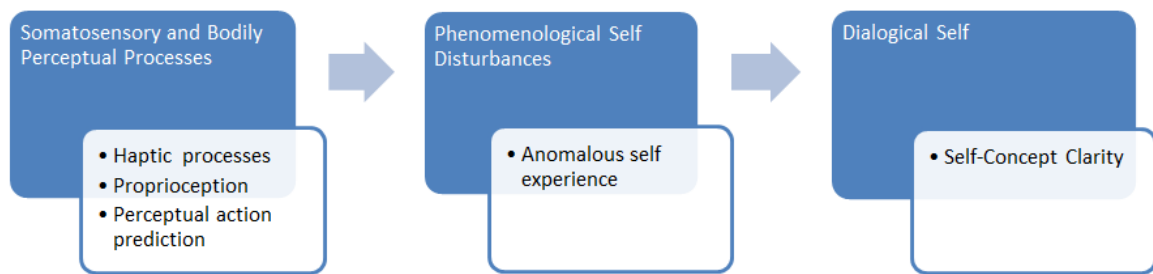 Somatosensory and Bodily
Perceptual Processes
• Haptic processes
• Proprioception
• Perceptual action
prediction
Phenomenological Self
Disturbances
• Anomalous self
experience
Dialogical Self
• Self-Concept Clarity